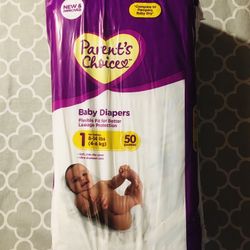 NEW &
IMPROVED
*Compare to
Pampers
Baby Dry*
Parent's
Choice
Baby Diapers
Flexible Fit for Better
Leakage Protection
1
8-14 lbs
(4-6 kg)
50